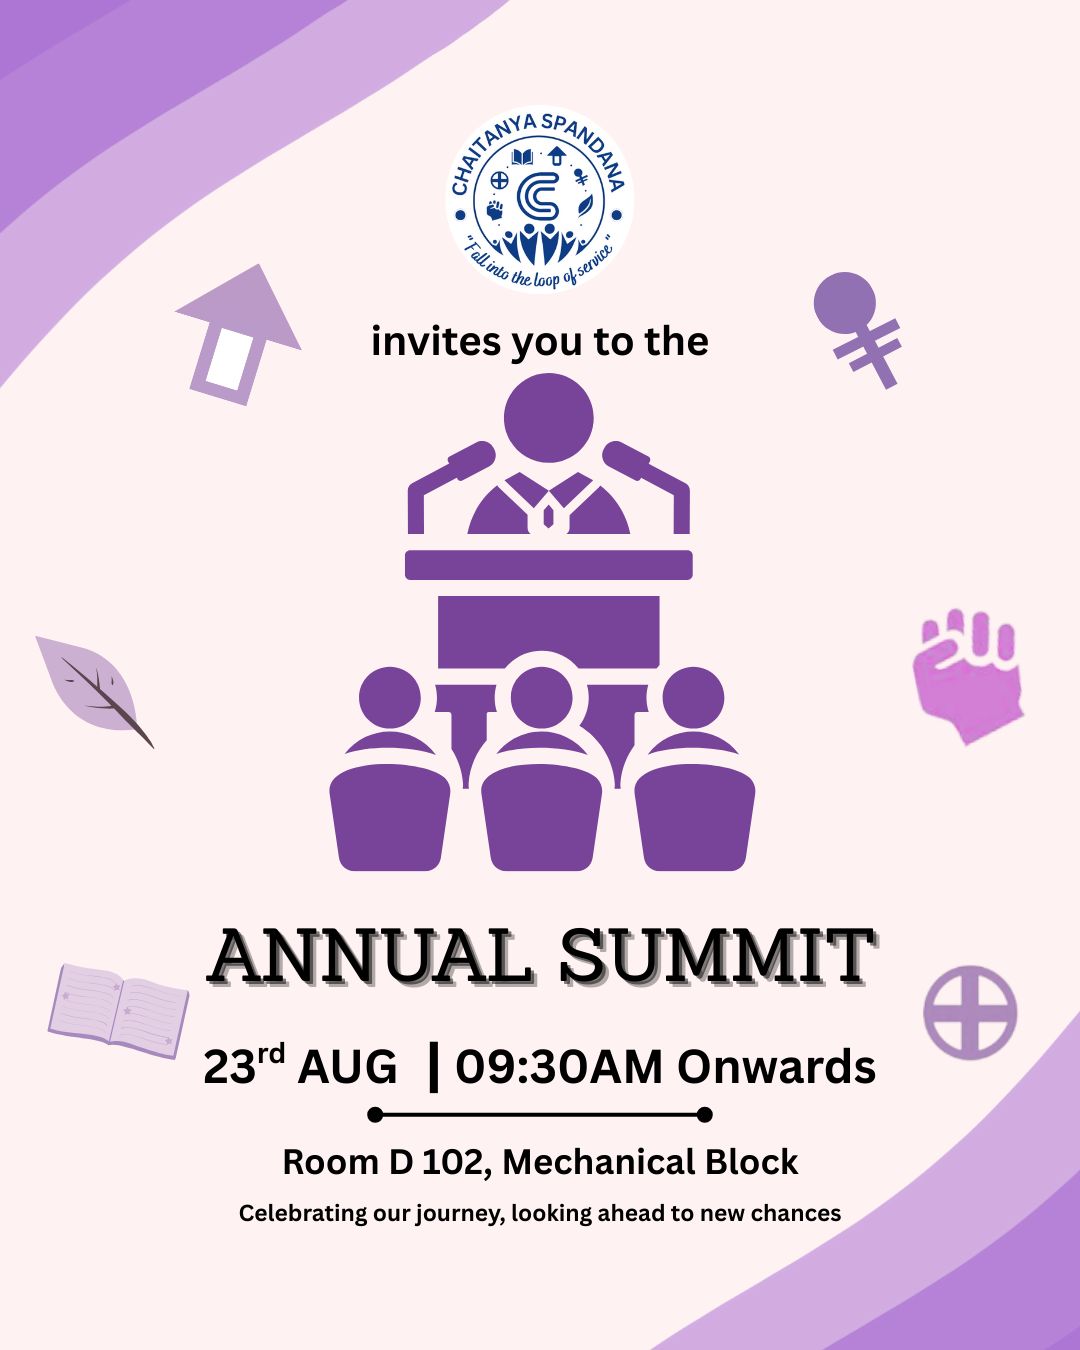 CHAITANYA SPANDANA
"Fall into the loop of service"
invites you to the
ANNUAL SUMMIT
23rd AUG | 09:30AM Onwards
Room D 102, Mechanical Block
Celebrating our journey, looking ahead to new chances